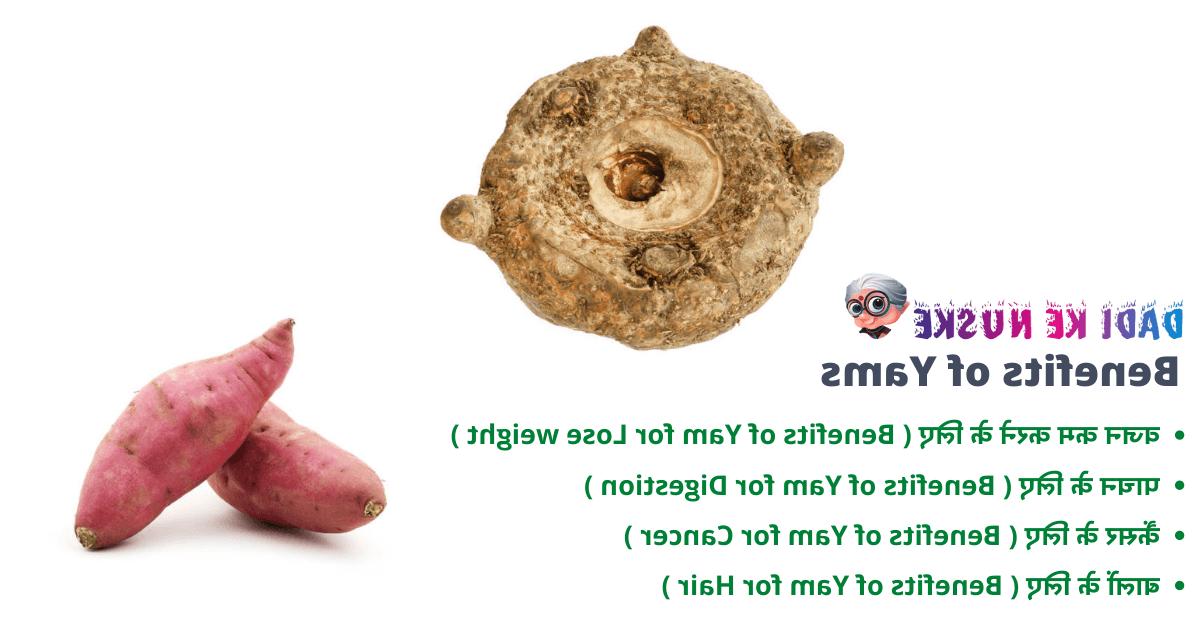 DADI KE NUSKE
Benefits of Yams
• वजन कम करने के लिए ( Benefits of Yam for Lose weight )
• पाचन के लिए ( Benefits of Yam for Digestion )
• कैंसर के लिए ( Benefits of Yam for Cancer )
• बालों के लिए ( Benefits of Yam for Hair )